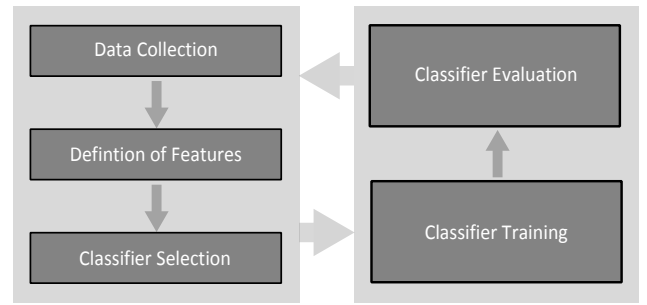 Data Collection
Defintion of Features
Classifier Selection
Classifier Evaluation
Classifier Training